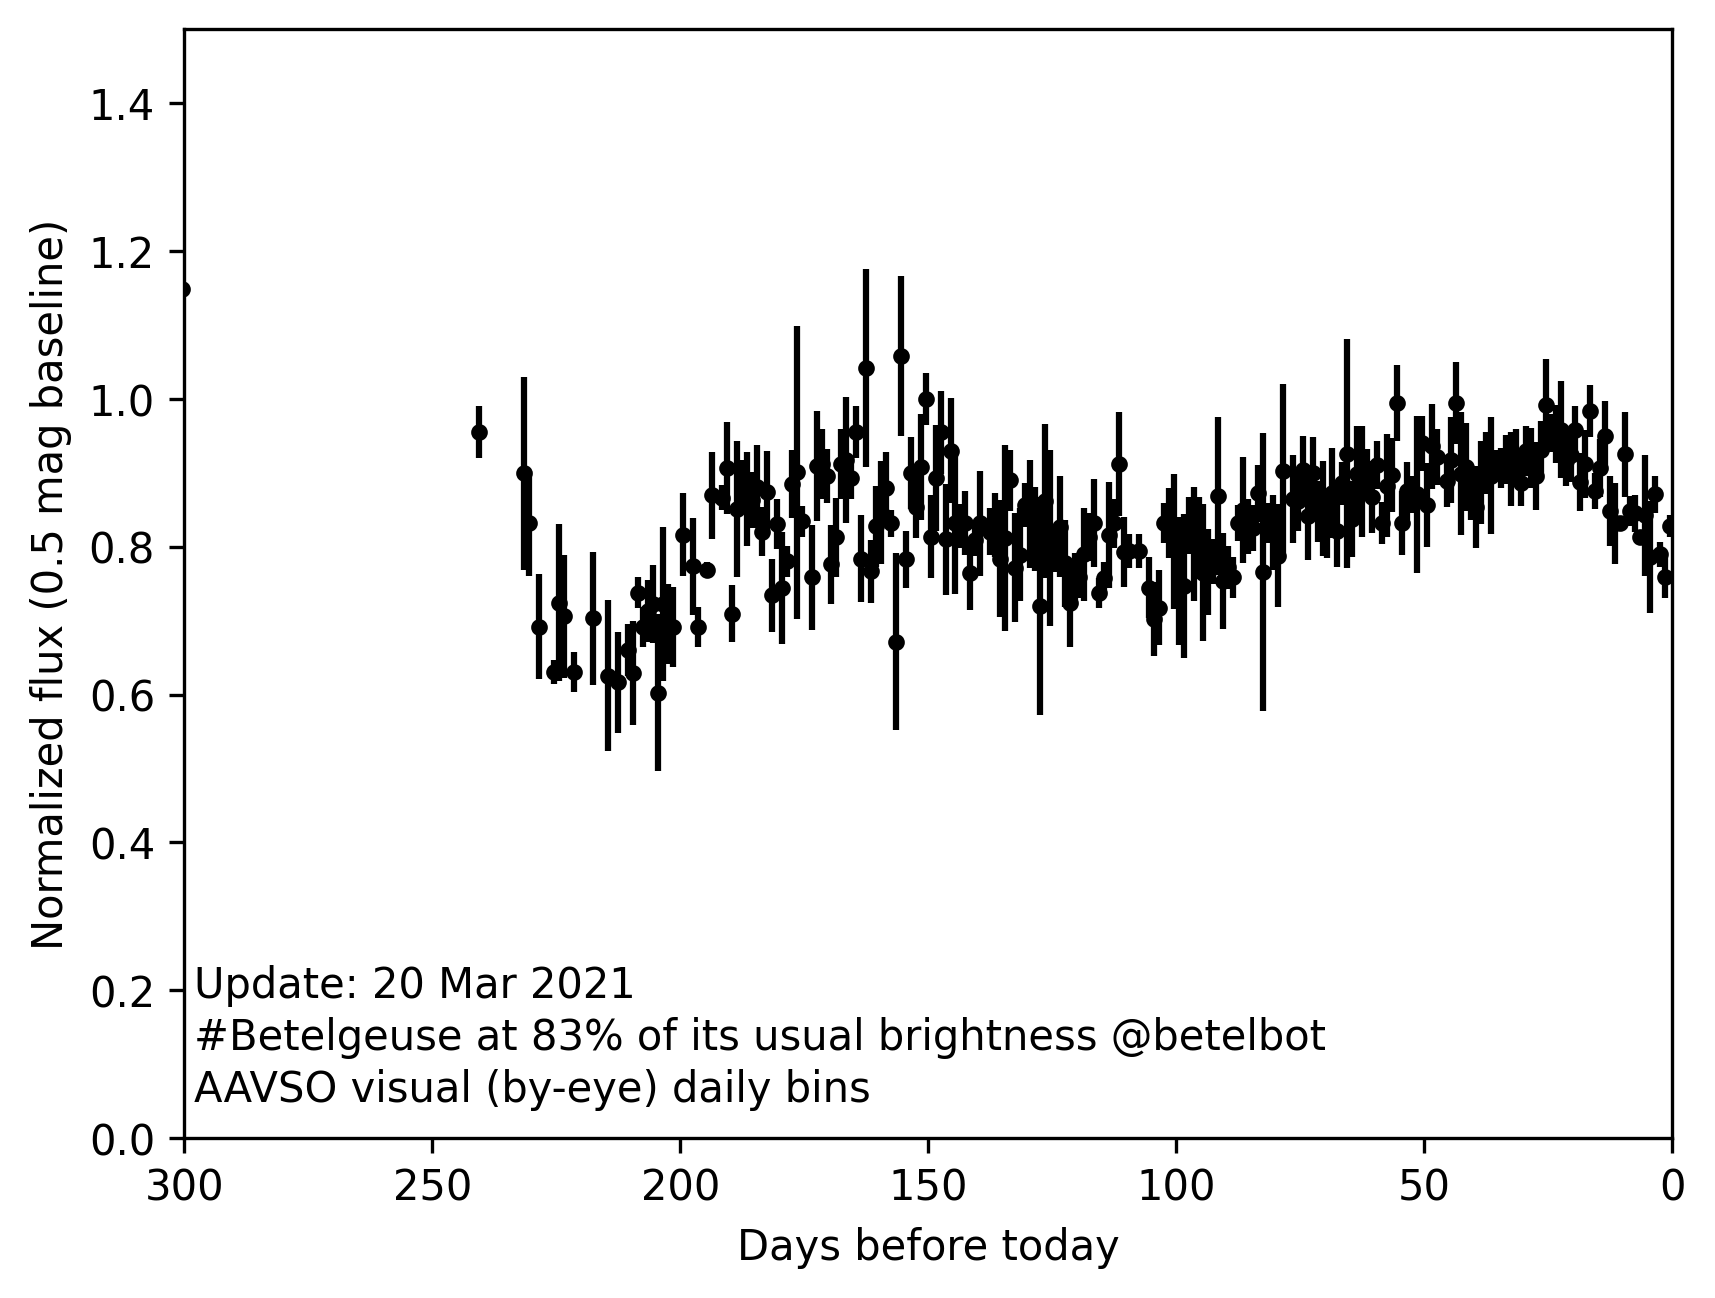 1.4
1.2
1.0
0.8
0.6
0.4
0.2
0.0
Normalized flux (0.5 mag baseline)
Update: 20 Mar 2021
#Betelgeuse at 83% of its usual brightness @betelbot
AAVSO visual (by-eye) daily bins
300 250 200 150 100 50 0
Days before today